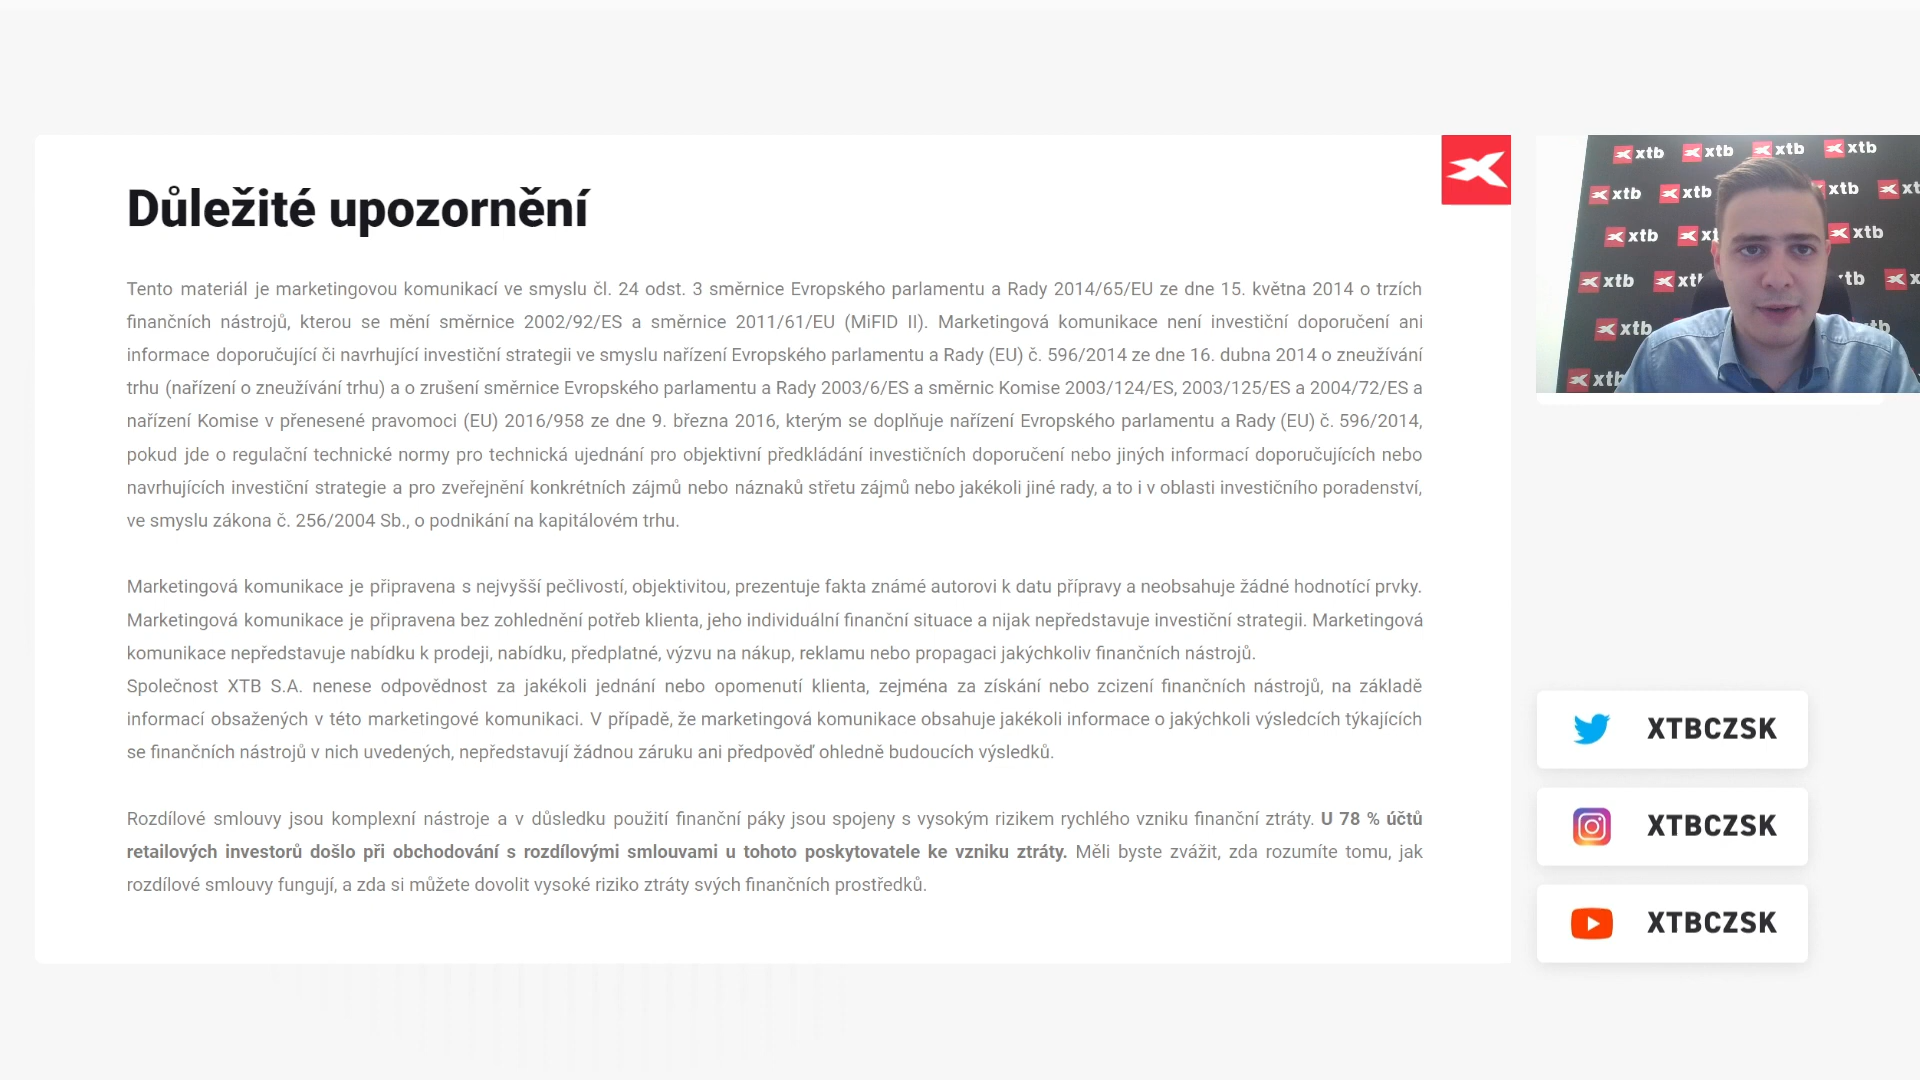 Důležité upozornění
Tento materiál je marketingovou komunikací ve smyslu čl. 24 odst. 3 směrnice Evropského parlamentu a Rady 2014/65/EU ze dne 15. května 2014 o trzích
finančních nástrojů, kterou se mění směrnice 2002/92/ES a směrnice 2011/61/EU (MiFID II). Marketingová komunikace není investiční doporučení ani
informace doporučující či navrhující investiční strategii ve smyslu nařízení Evropského parlamentu a Rady (EU) č. 596/2014 ze dne 16. dubna 2014 o zneužívání
trhu (nařízení o zneužívání trhu) a o zrušení směrnice Evropského parlamentu a Rady 2003/6/ES a směrnic Komise 2003/124/ES, 2003/125/ES a 2004/72/ES a
nařízení Komise v přenesené pravomoci (EU) 2016/958 ze dne 9. března 2016, kterým se doplňuje nařízení Evropského parlamentu a Rady (EU) č. 596/2014,
pokud jde o regulační technické normy pro technická ujednání pro objektivní předkládání investičních doporučení nebo jiných informací doporučujících nebo
navrhujících investiční strategie a pro zveřejnění konkrétních zájmů nebo náznaků střetu zájmů nebo jakékoli jiné rady, a to i v oblasti investičního poradenství,
ve smyslu zákona č. 256/2004 Sb., o podnikání na kapitálovém trhu.
Marketingová komunikace je připravena s nejvyšší pečlivostí, objektivitou, prezentuje fakta známé autorovi k datu přípravy a neobsahuje žádné hodnotící prvky.
Marketingová komunikace je připravena bez zohlednění potřeb klienta, jeho individuální finanční situace a nijak nepředstavuje investiční strategii. Marketingová
komunikace nepředstavuje nabídku k prodeji, nabídku, předplatné, výzvu na nákup, reklamu nebo propagaci jakýchkoliv finančních nástrojů.
Společnost XTB S.A. nenese odpovědnost za jakékoli jednání nebo opomenutí klienta, zejména za získání nebo zcizení finančních nástrojů, na základě
informací obsažených v této marketingové komunikaci. V případě, že marketingová komunikace obsahuje jakékoli informace o jakýchkoli výsledcích týkajících
se finančních nástrojů v nich uvedených, nepředstavují žádnou záruku ani předpověď ohledně budoucích výsledků.
Rozdílové smlouvy jsou komplexní nástroje a v důsledku použití finanční páky jsou spojeny s vysokým rizikem rychlého vzniku finanční ztráty. U 78 % účtů
retailových investorů došlo při obchodování s rozdílovými smlouvami u tohoto poskytovatele ke vzniku ztráty. Měli byste zvážit, zda rozumíte tomu, jak
rozdílové smlouvy fungují, a zda si můžete dovolit vysoké riziko ztráty svých finančních prostředků.
xtb xtb xtb xtb
xtb xtb xtb
xtb xtb
xtb
xtb
XTBCZSK
XTBCZSK
XTBCZSK